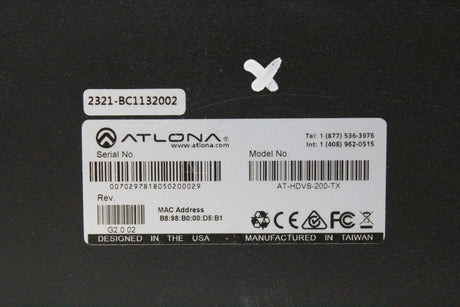 2321-BC1132002
ATLONA®
www.atlona.com
Tel: 1 (877) 536-3976
Int: 1 (408) 962-0515
Serial No.
Model No.
0070297818050200029
AT-HDVS-200-TX
Rev.
G2.0.02
MAC Address
B8:98:B0:00:D5:B1
DESIGNED IN THE USA - MANUFACTURED IN TAIWAN